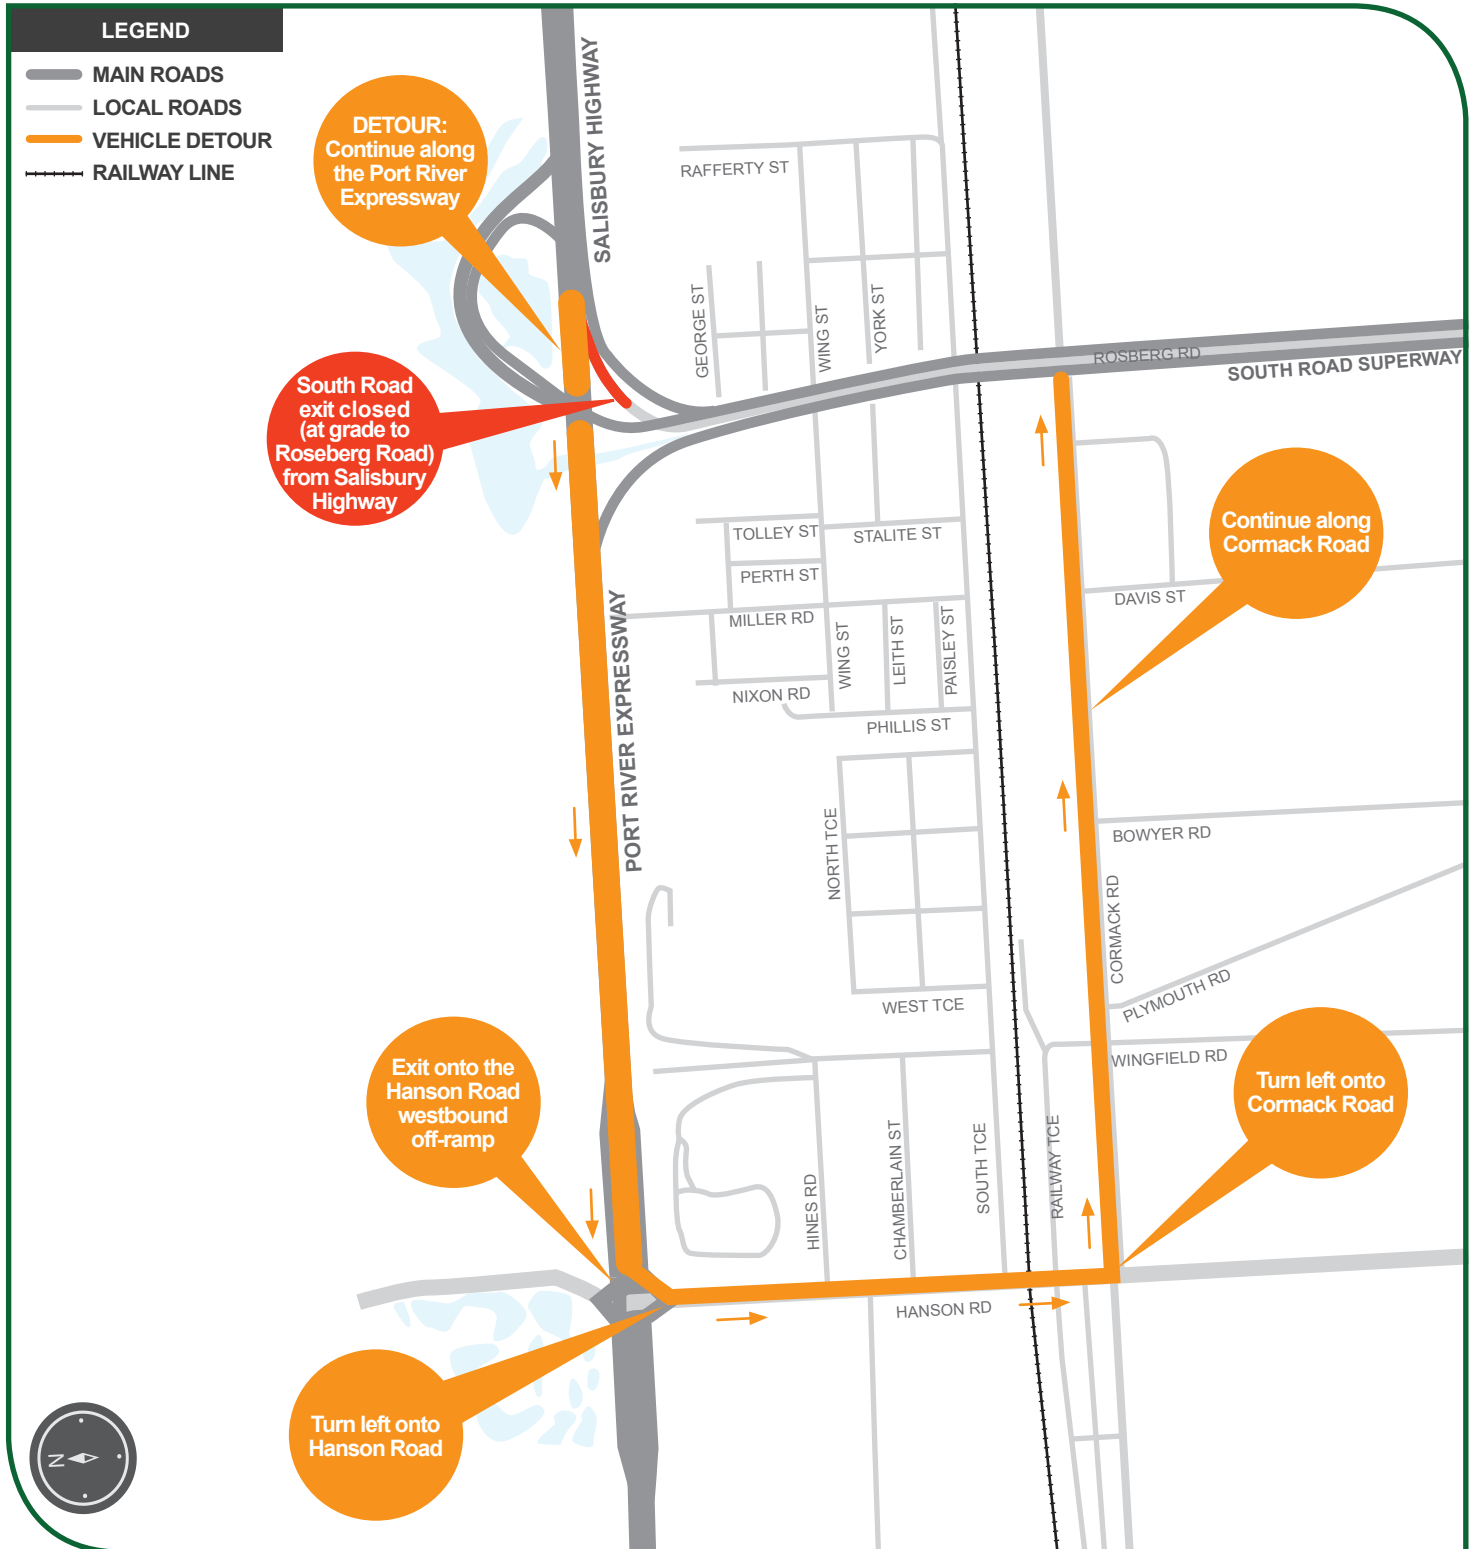 LEGEND
MAIN ROADS
LOCAL ROADS
VEHICLE DETOUR
RAILWAY LINE
DETOUR:
Continue along
the Port River
Expressway
SALISBURY HIGHWAY
RAFFERTY ST
GEORGE ST
WING ST
YORK ST
ROSBERG RD
SOUTH ROAD SUPERWAY
South Road
exit closed
(at grade to
Roseberg Road)
from Salisbury
Highway
Continue along
Cormack Road
TOLLEY ST
STALITE ST
PERTH ST
MILLER RD
DAVIS ST
WING ST
LEITH ST
PAISLEY ST
NIXON RD
PHILLIS ST
PORT RIVER EXPRESSWAY
NORTH TCE
BOWYER RD
CORMACK RD
PLYMOUTH RD
WEST TCE
WINGFIELD RD
Exit onto the
Hanson Road
westbound
off-ramp
Turn left onto
Cormack Road
HINES RD
CHAMBERLAIN ST
SOUTH TCE
RAILWAY TCE
HANSON RD
Turn left onto
Hanson Road
N